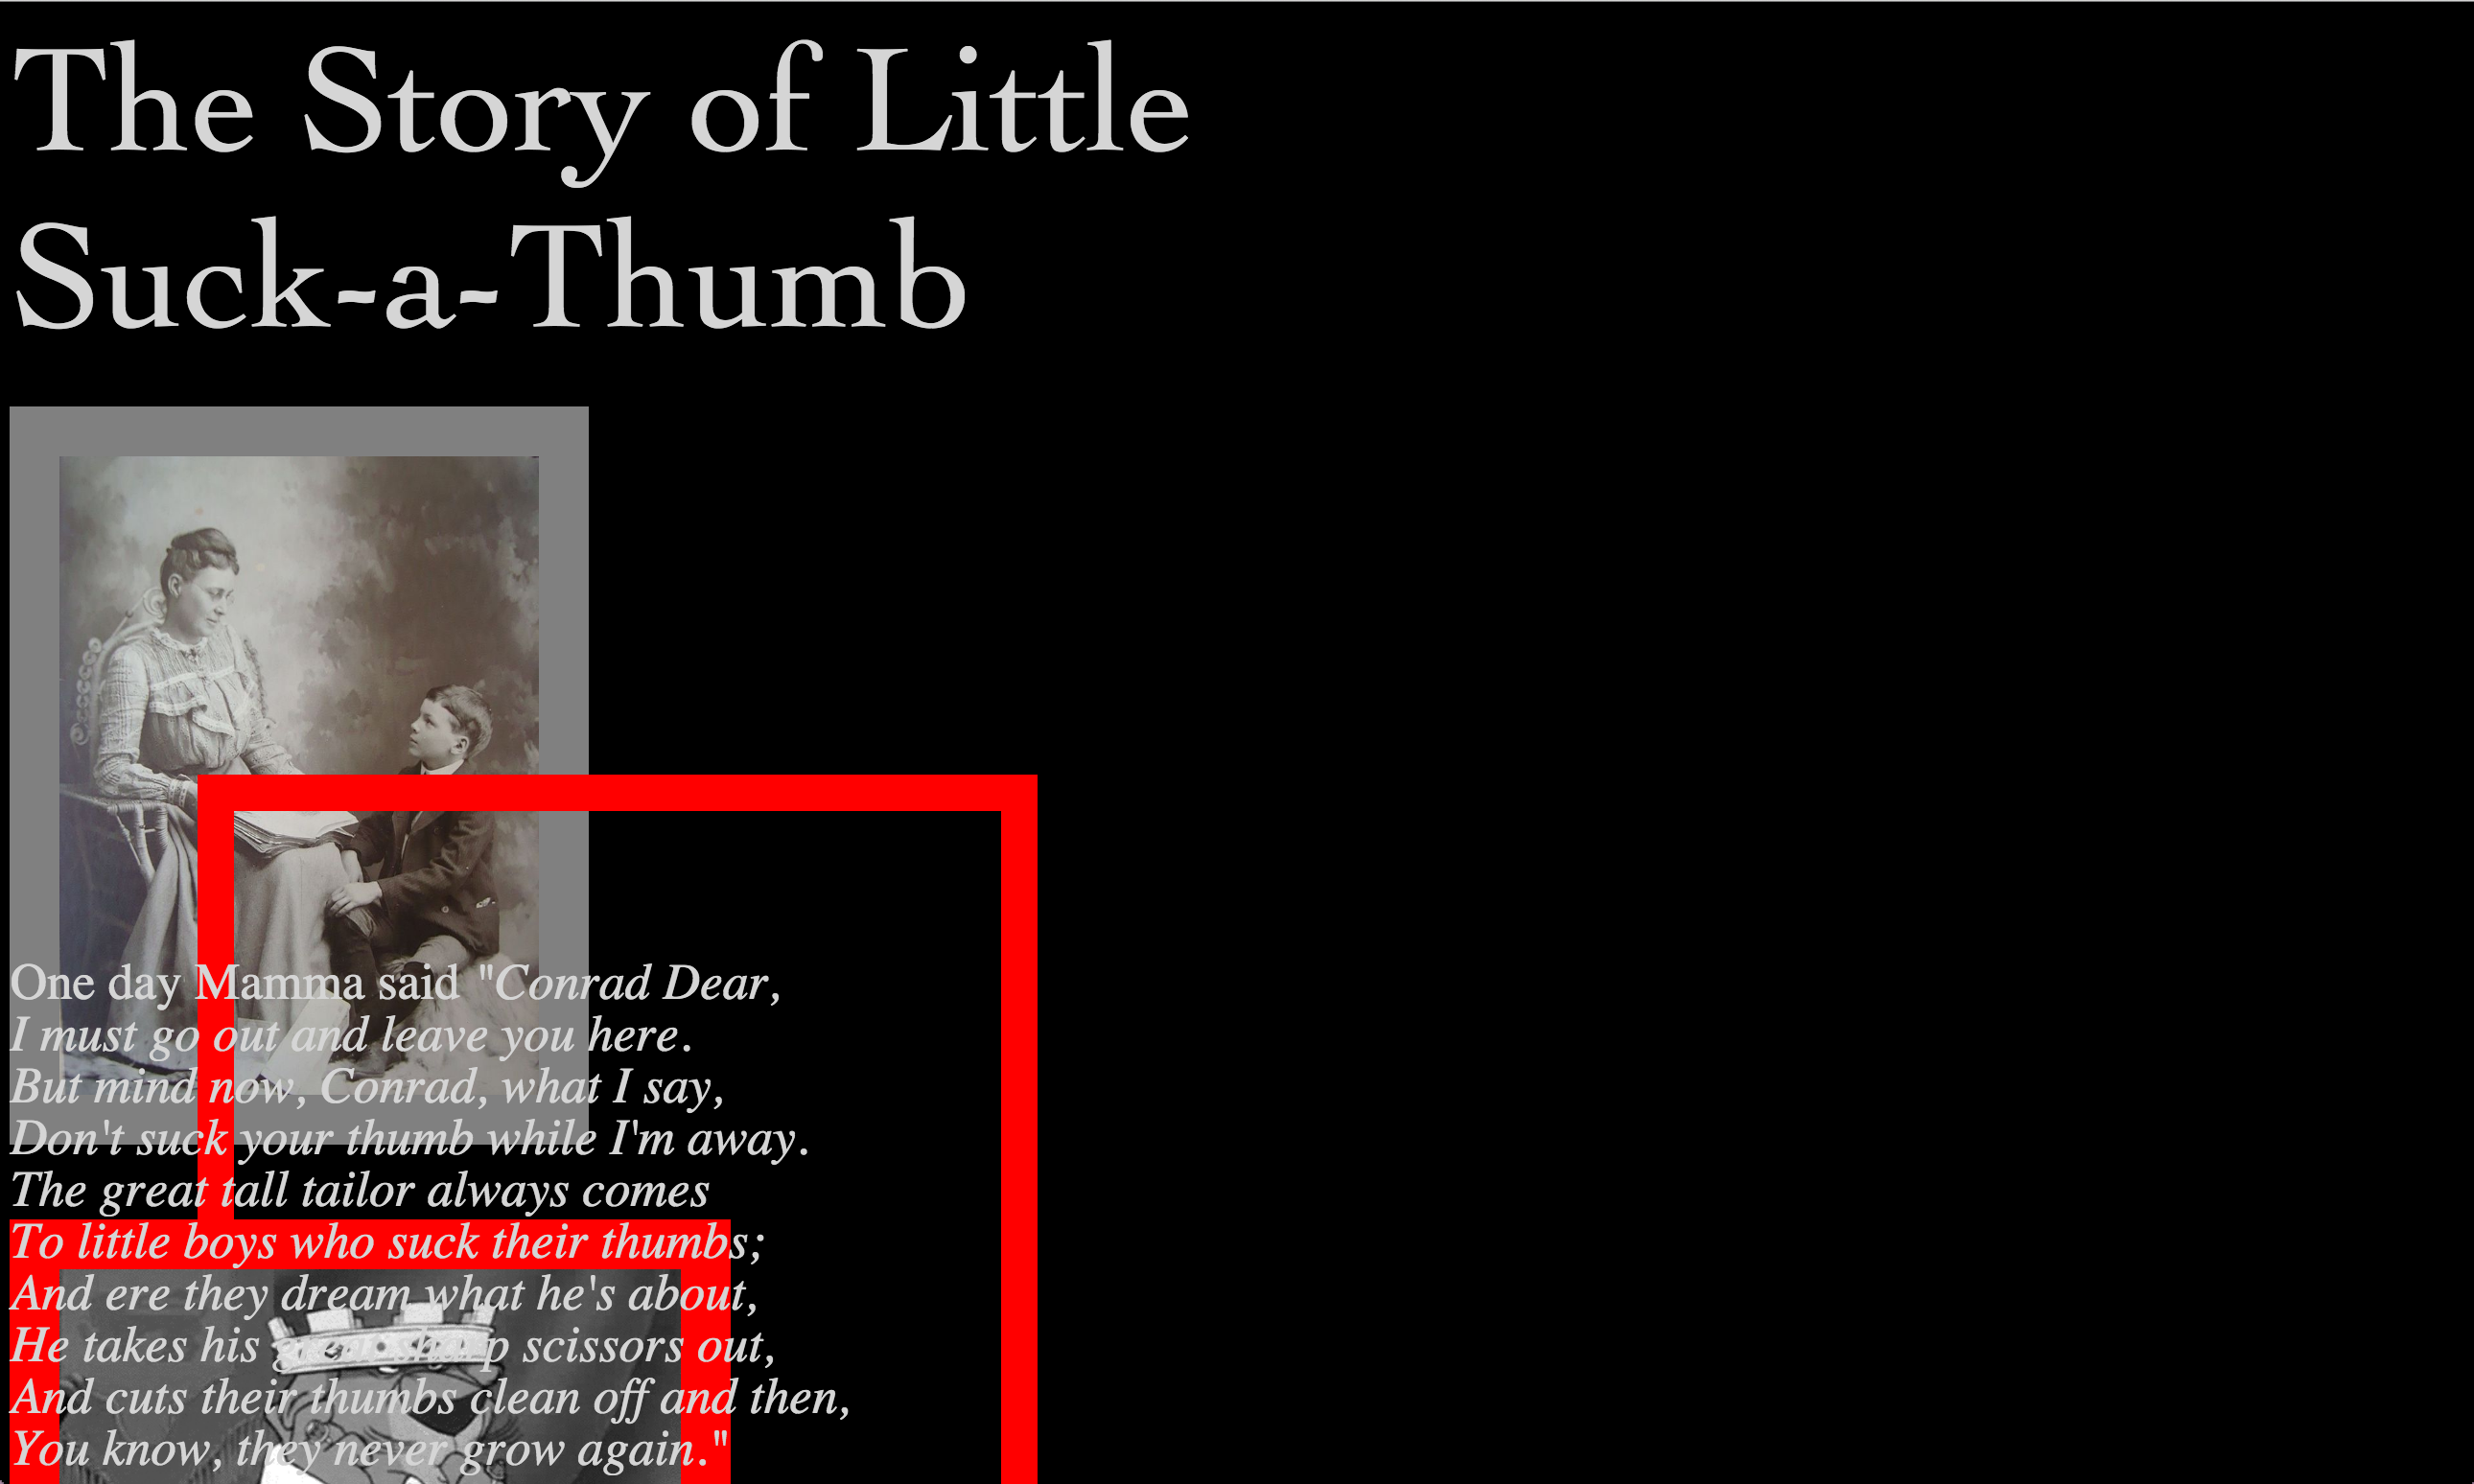 The Story of Little
Suck-a-Thumb
One day Mamma said "Conrad Dear,
I must go out and leave you here.
But mind now, Conrad, what I say,
Don't suck your thumb while I'm away.
The great tall tailor always comes
To little boys who suck their thumbs;
And ere they dream what he's about,
He takes his great sharp scissors out,
And cuts their thumbs clean off and then,
You know, they never grow again."